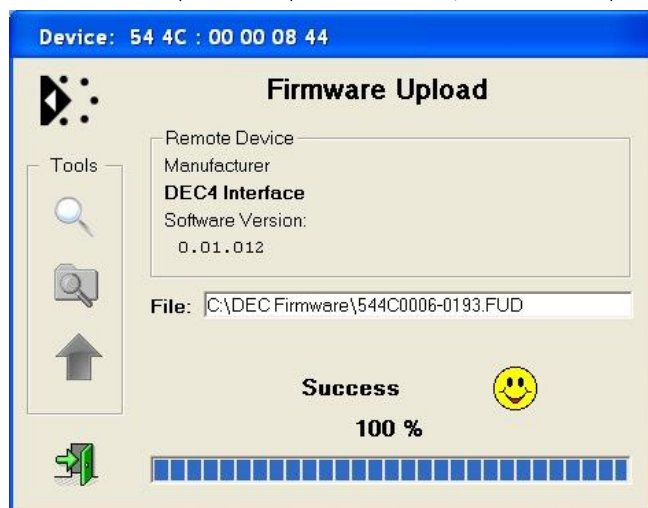 Device: 54 4C : 00 00 08 44
Firmware Upload
Remote Device
Tools
Manufacturer
DEC4 Interface
Software Version:
0.01.012
File: C:\DEC Firmware\544C0006-0193.FUD
Success
100 %